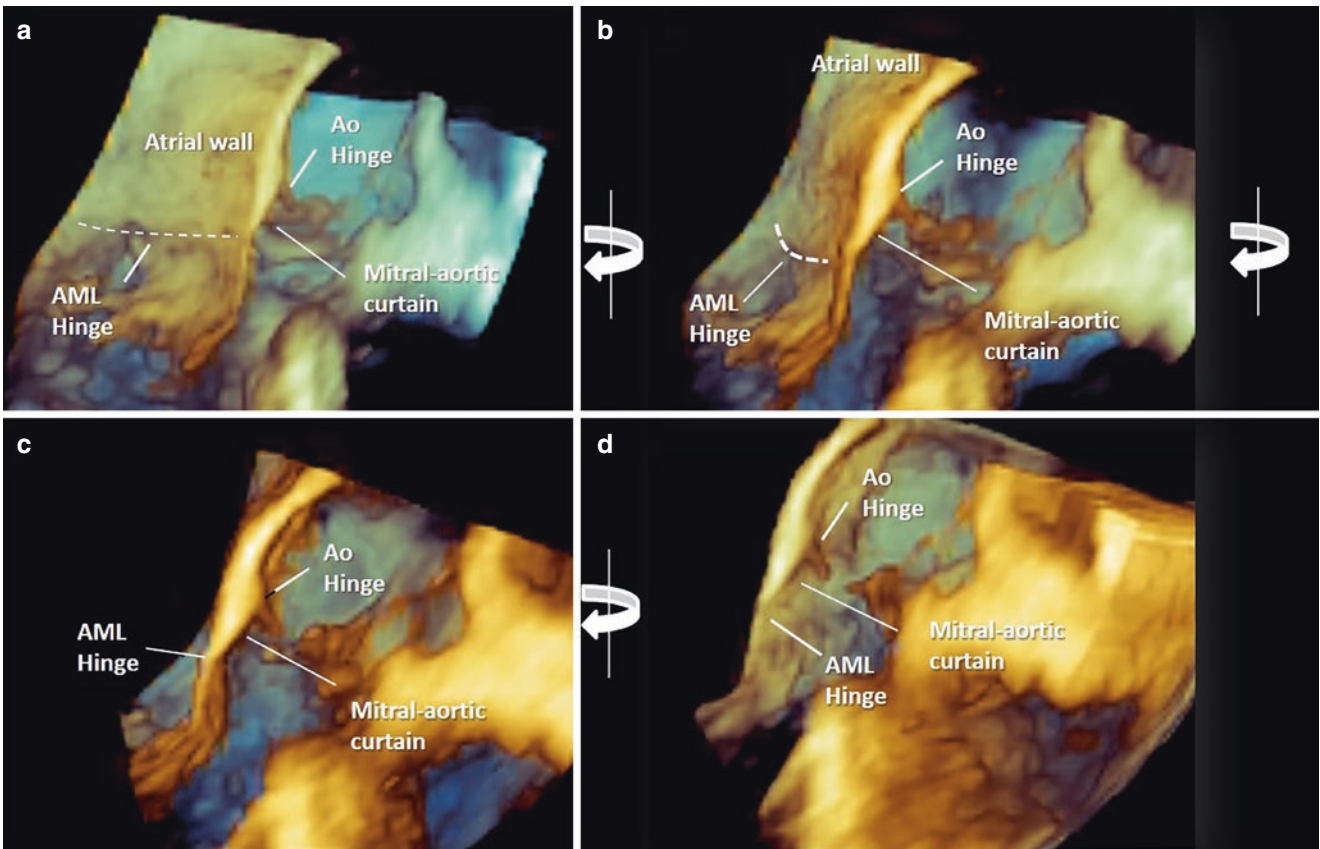 a
Atrial wall
Ao
Hinge
AML
Hinge
Mitral-aortic
curtain
b
Atrial wall
Ao
Hinge
AML
Hinge
Mitral-aortic
curtain
c
Ao
Hinge
AML
Hinge
Mitral-aortic
curtain
d
Ao
Hinge
Mitral-aortic
curtain
AML
Hinge